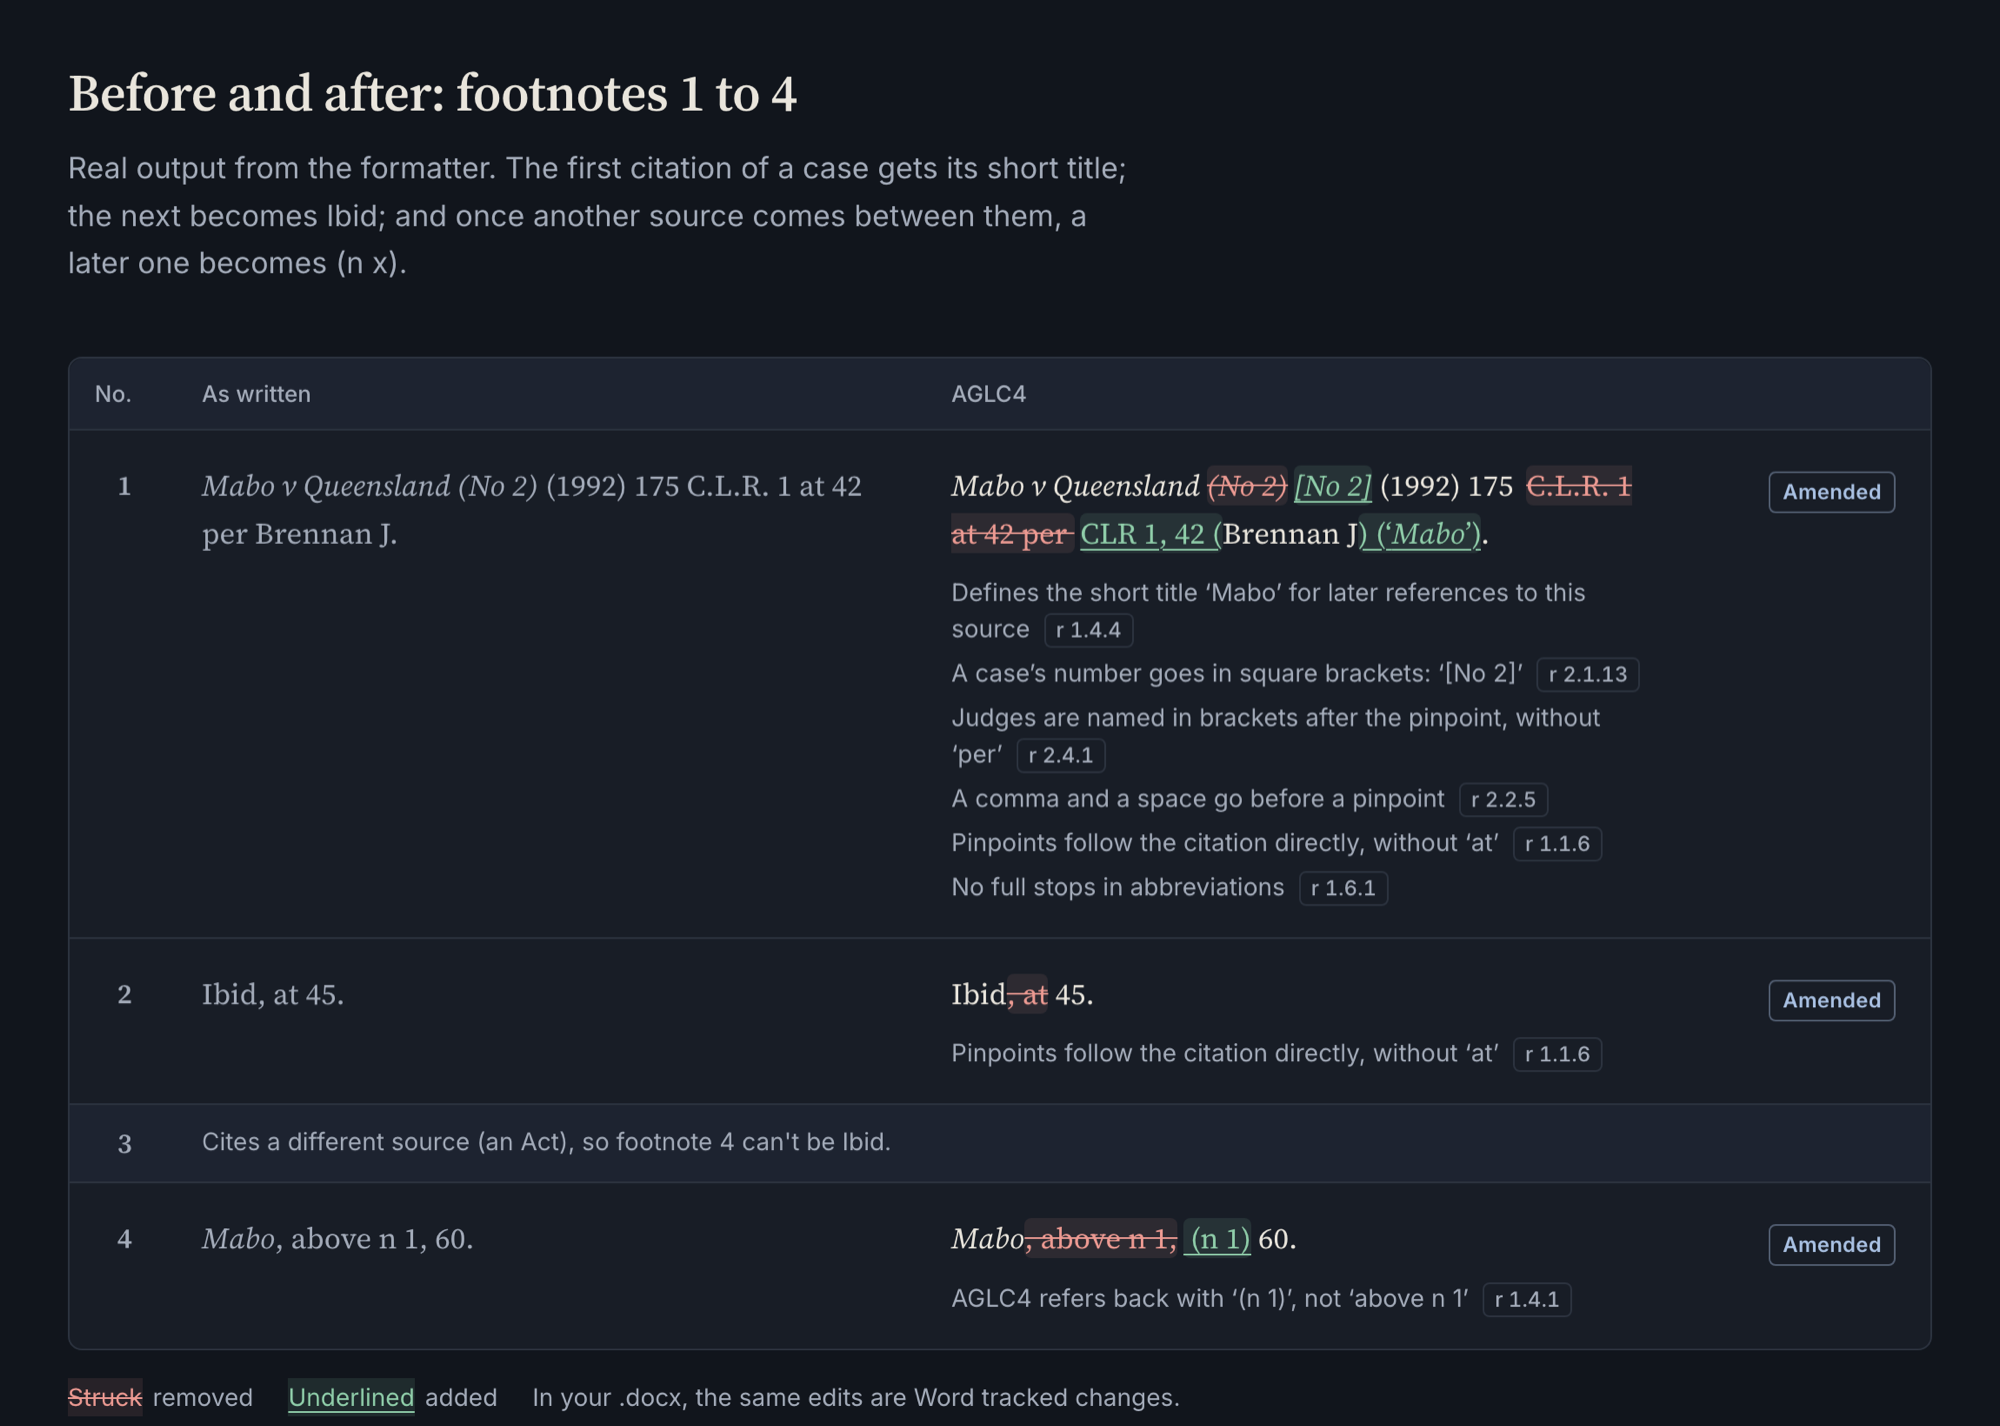 Before and after: footnotes 1 to 4
Real output from the formatter. The first citation of a case gets its short title;
the next becomes Ibid; and once another source comes between them, a
later one becomes (n x).
No. As written AGLC4
1 Mabo v Queensland (No 2) (1992) 175 C.L.R. 1 at 42
per Brennan J.
Mabo v Queensland (No 2) [No 2] (1992) 175 C.L.R. 1
at 42 per CLR 1, 42 (Brennan J) (‘Mabo’).
Amended
Defines the short title ‘Mabo’ for later references to this
source r 1.4.4
A case’s number goes in square brackets: ‘[No 2]’ r 2.1.13
Judges are named in brackets after the pinpoint, without
‘per’ r 2.4.1
A comma and a space go before a pinpoint r 2.2.5
Pinpoints follow the citation directly, without ‘at’ r 1.1.6
No full stops in abbreviations r 1.6.1
2 Ibid, at 45.
Ibid, at 45.
Amended
Pinpoints follow the citation directly, without ‘at’ r 1.1.6
3 Cites a different source (an Act), so footnote 4 can't be Ibid.
4 Mabo, above n 1, 60.
Mabo, above n 1, (n 1) 60.
Amended
AGLC4 refers back with ‘(n 1)’, not ‘above n 1’ r 1.4.1
Struck removed Underlined added In your .docx, the same edits are Word tracked changes.